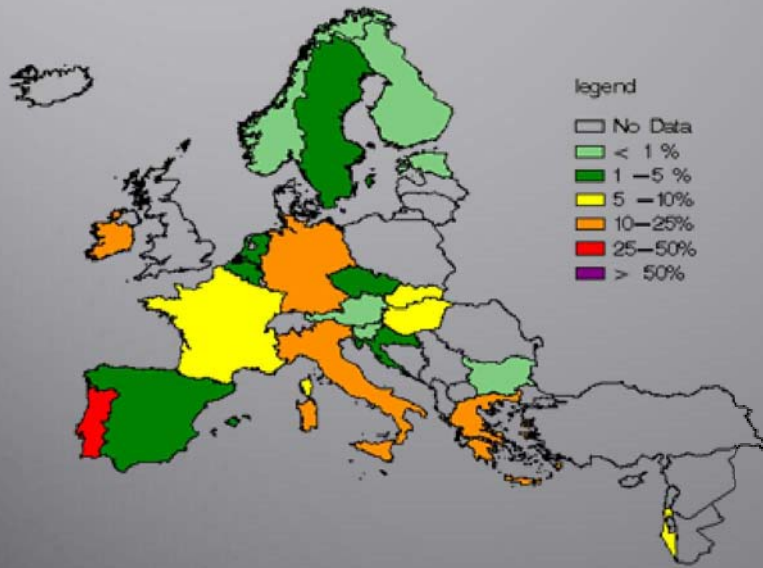 legend
No Data
< 1 %
1 –5 %
5 –10%
10–25%
25–50%
> 50%